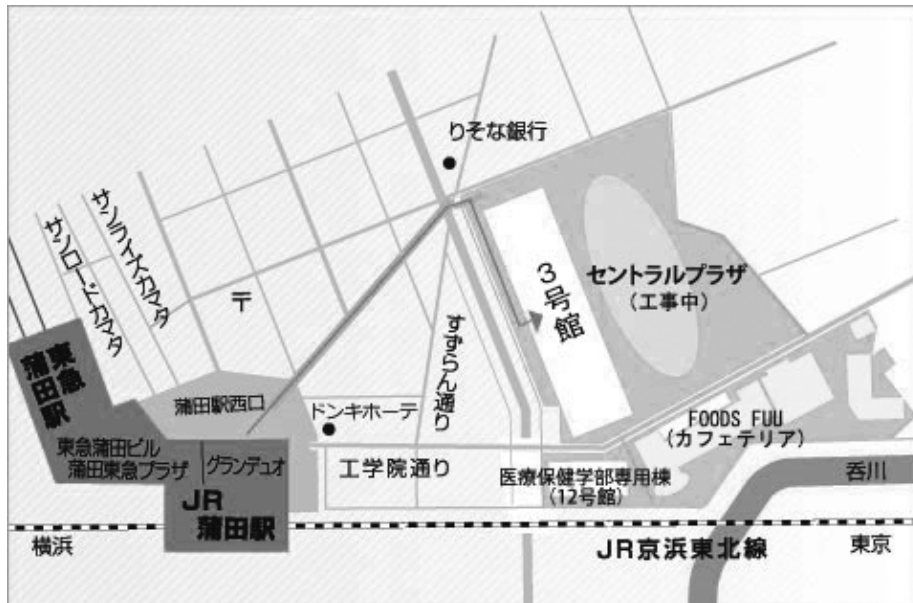 りそな銀行
サンロードカマタ
サンライズカマタ
〒
3号館
セントラルプラザ
(工事中)
すずらん通り
東急
蒲田駅
蒲田駅西口
ドンキホーテ
FOODS FUU
(カフェテリア)
東急蒲田ビル
蒲田東急プラザ
グランデュオ
工学院通り
医療保健学部専用棟
(12号館)
呑川
JR
蒲田駅
横浜
JR京浜東北線
東京